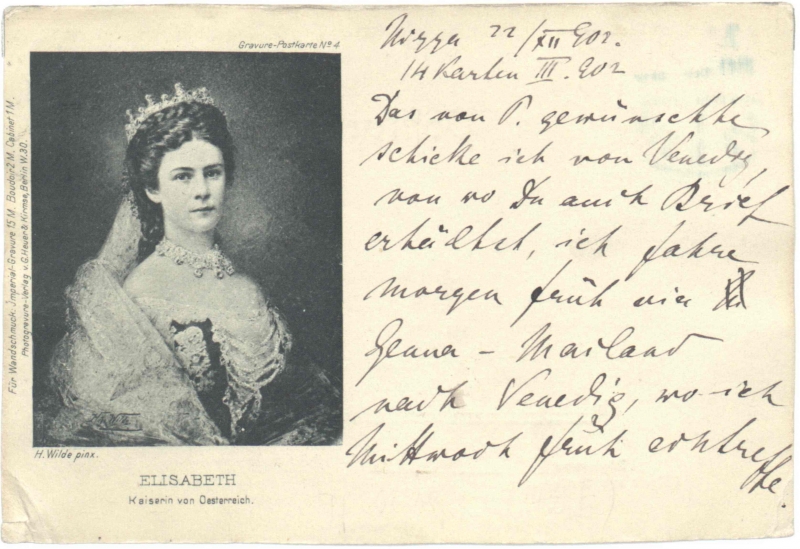 Gravure-Postkarte No 4
Für Wandschmuck: Imperial-Gravure 15 M. Boudoir 2 M. Cabinet 1 M.
Photogravure-Verlag v. G. Heuer & Kirmse, Berlin W.30.
H. Wilde pinx.
ELISABETH
Kaiserin von Oesterreich.
Nizza 22/XII 902.
14 Karten III. 902
Das von P. gewünschte
schicke ich von Venedig,
von wo Du auch Brief
erhältst, ich fahre
morgen früh via
Genua – Mailand
nach Venedig, wo ich
Mittwoch früh eintreffe.